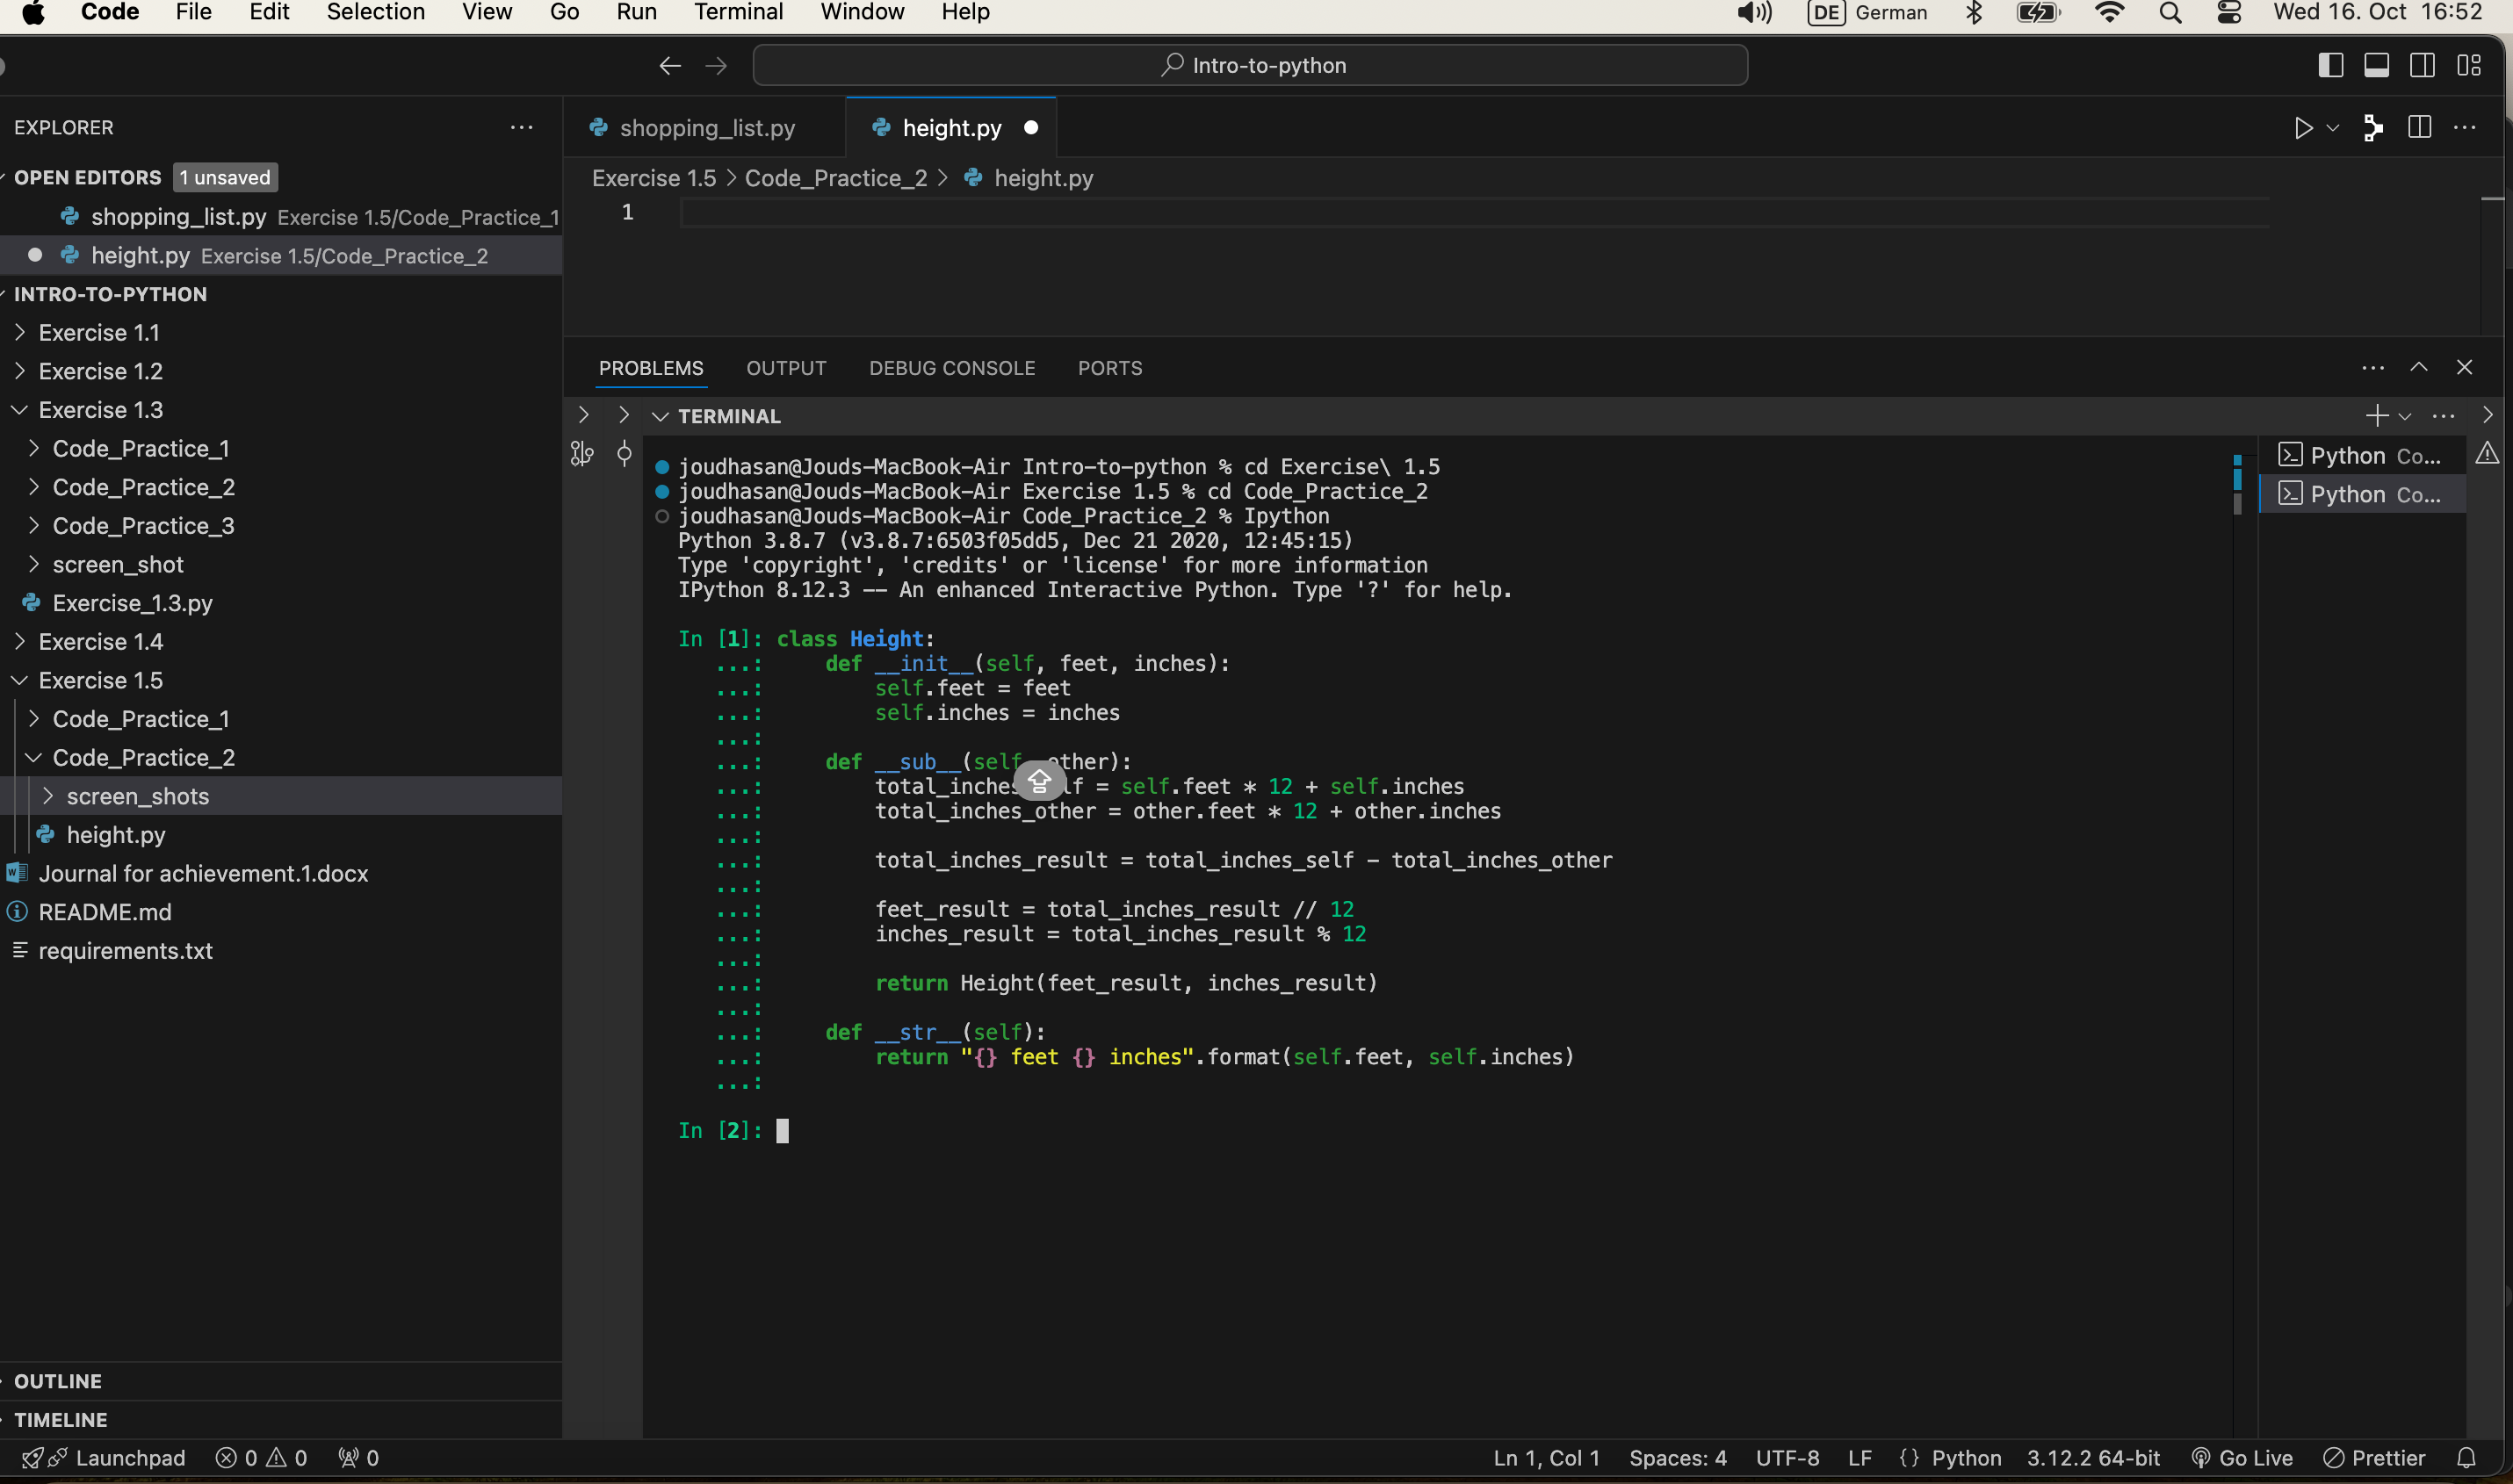 Code File Edit Selection View Go Run Terminal Window Help DE German Wed 16. Oct 16:52
Intro-to-python
EXPLORER
OPEN EDITORS 1 unsaved
shopping_list.py Exercise 1.5/Code_Practice_1
height.py Exercise 1.5/Code_Practice_2
INTRO-TO-PYTHON
Exercise 1.1
Exercise 1.2
Exercise 1.3
Code_Practice_1
Code_Practice_2
Code_Practice_3
screen_shot
Exercise_1.3.py
Exercise 1.4
Exercise 1.5
Code_Practice_1
Code_Practice_2
screen_shots
height.py
Journal for achievement.1.docx
README.md
requirements.txt
OUTLINE
TIMELINE
shopping_list.py height.py
Exercise 1.5 > Code_Practice_2 > height.py
1
PROBLEMS OUTPUT DEBUG CONSOLE PORTS
TERMINAL
joudhasan@Jouds-MacBook-Air Intro-to-python % cd Exercise\ 1.5
joudhasan@Jouds-MacBook-Air Exercise 1.5 % cd Code_Practice_2
joudhasan@Jouds-MacBook-Air Code_Practice_2 % Ipython
Python 3.8.7 (v3.8.7:6503f05dd5, Dec 21 2020, 12:45:15)
Type 'copyright', 'credits' or 'license' for more information
IPython 8.12.3 -- An enhanced Interactive Python. Type '?' for help.
In [1]: class Height:
...:     def __init__(self, feet, inches):
...:         self.feet = feet
...:         self.inches = inches
...:
...:     def __sub__(self, other):
...:         total_inches_self = self.feet * 12 + self.inches
...:         total_inches_other = other.feet * 12 + other.inches
...:
...:         total_inches_result = total_inches_self - total_inches_other
...:
...:         feet_result = total_inches_result // 12
...:         inches_result = total_inches_result % 12
...:
...:         return Height(feet_result, inches_result)
...:
...:     def __str__(self):
...:         return "{} feet {} inches".format(self.feet, self.inches)
...:
In [2]:
Python Co...
Python Co...
Launchpad 0 0 0 Ln 1, Col 1 Spaces: 4 UTF-8 LF {} Python 3.12.2 64-bit Go Live Prettier